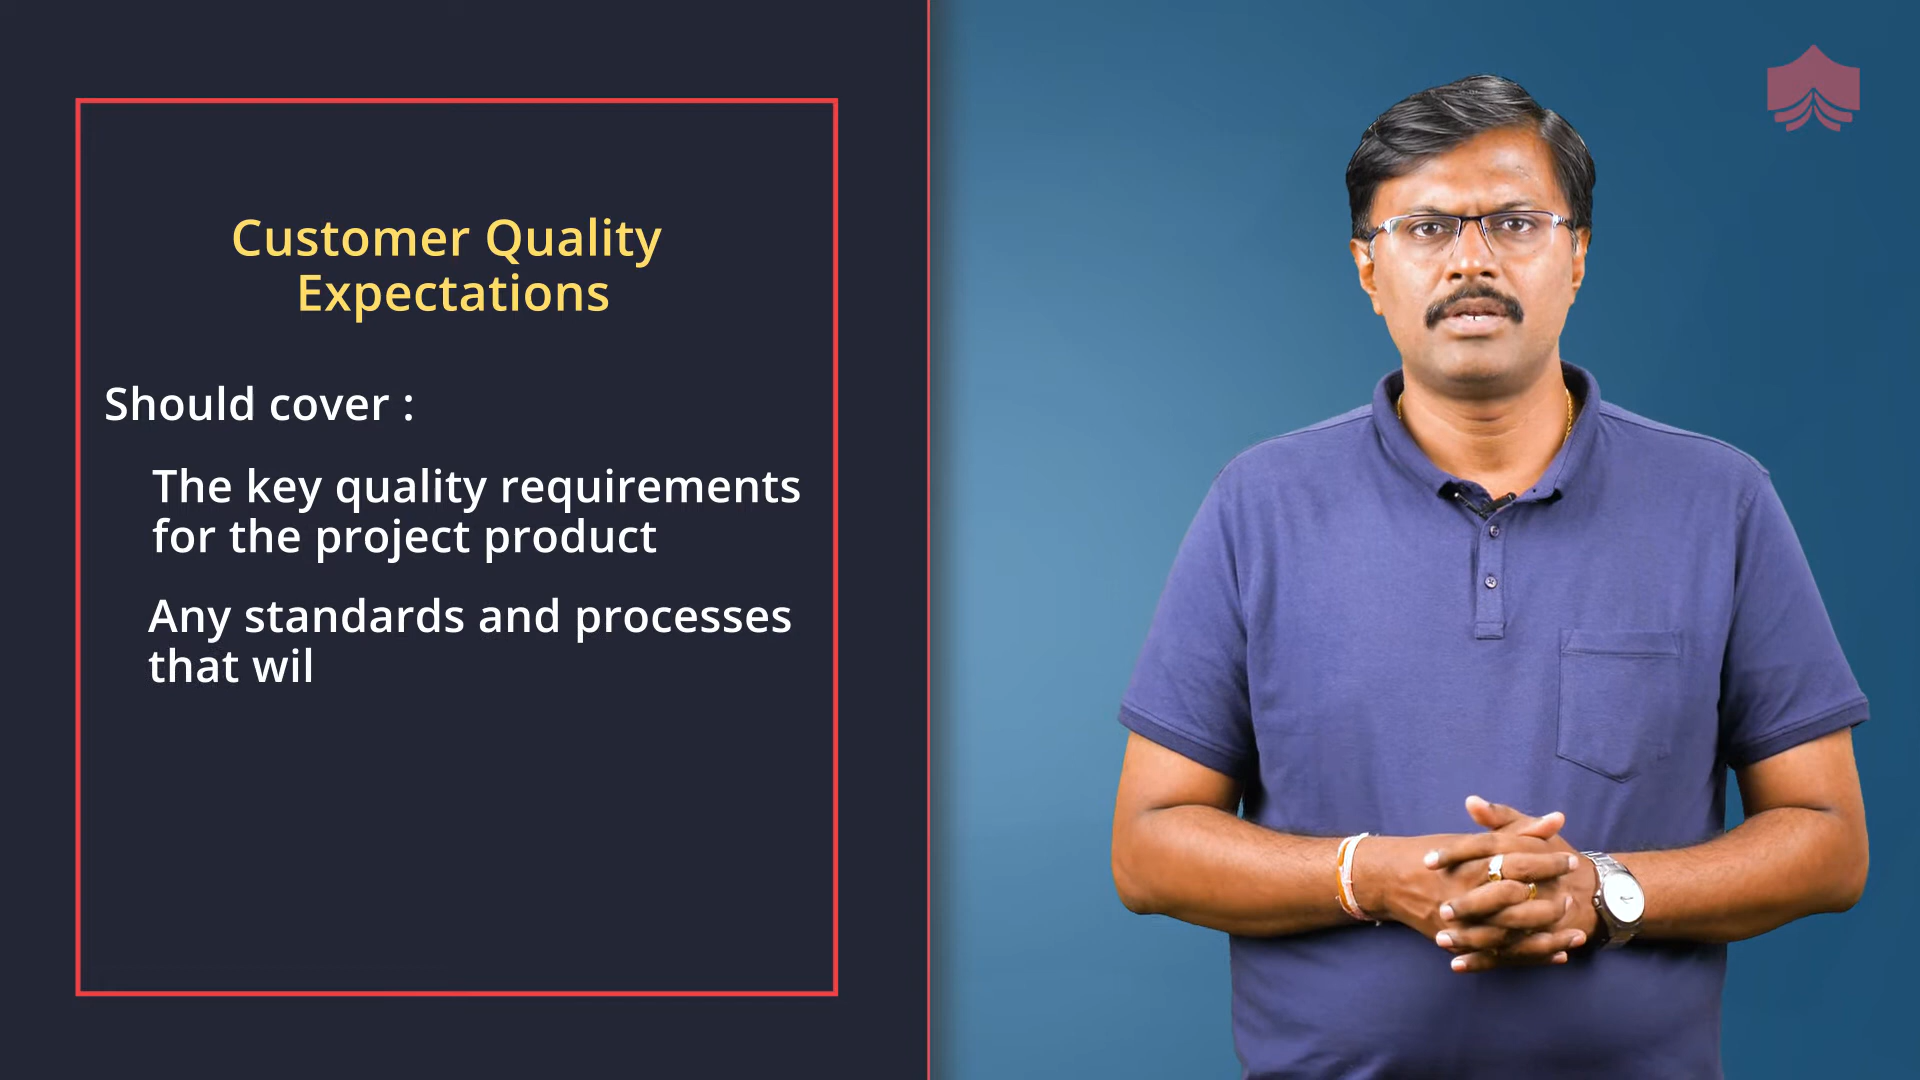 Customer Quality
Expectations
Should cover :
The key quality requirements
for the project product
Any standards and processes
that wil